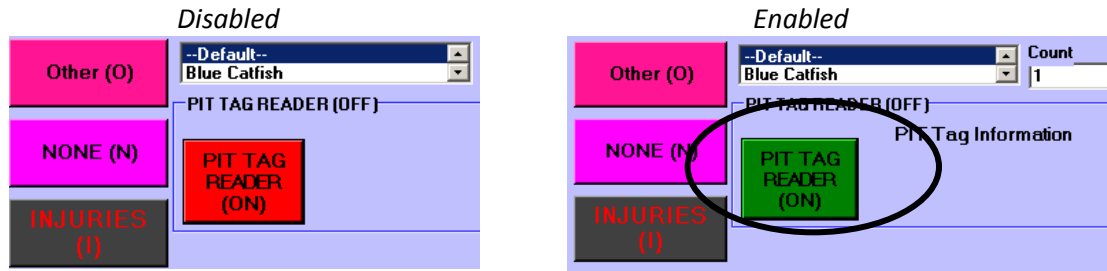 Disabled
Other (O)
--Default--
Blue Catfish
PIT TAG READER (OFF)
NONE (N)
PIT TAG
READER
(ON)
INJURIES
(I)
Enabled
Other (O)
--Default--
Blue Catfish
Count
1
PIT TAG READER (OFF)
PIT Tag Information
NONE (N)
PIT TAG
READER
(ON)
INJURIES
(I)